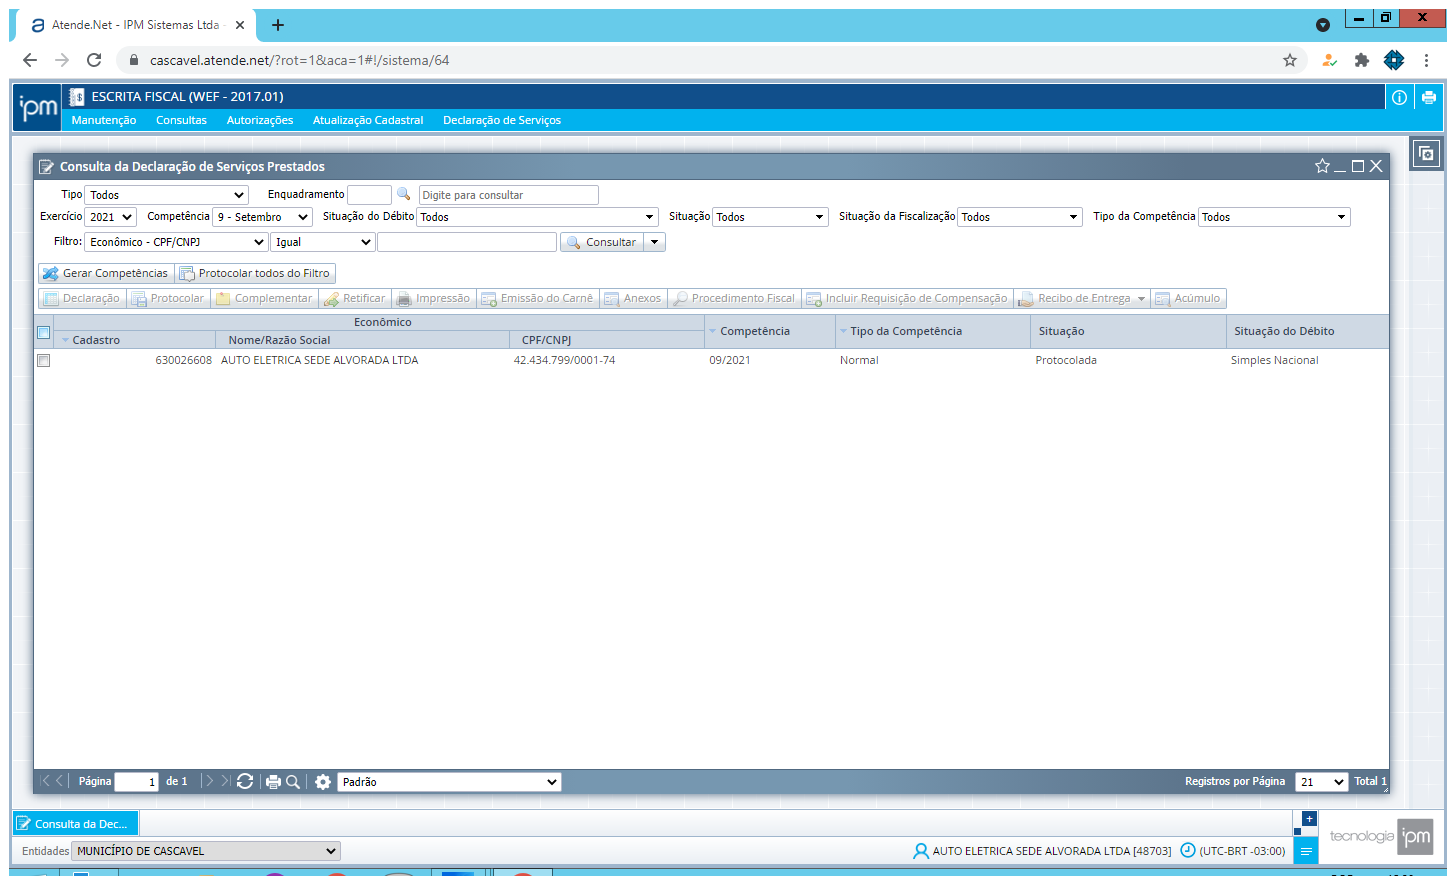 Atende.Net - IPM Sistemas Ltda
cascavel.atende.net/?rot=1&aca=1#!/sistema/64
ipm
ESCRITA FISCAL (WEF - 2017.01)
Manutenção Consultas Autorizações Atualização Cadastral Declaração de Serviços
Consulta da Declaração de Serviços Prestados
Tipo Todos Enquadramento Digite para consultar
Exercício 2021 Competência 9 - Setembro Situação do Débito Todos Situação Todos Situação da Fiscalização Todos Tipo da Competência Todos
Filtro: Econômico - CPF/CNPJ Igual Consultar
Gerar Competências Protocolar todos do Filtro
Declaração Protocolar Complementar Retificar Impressão Emissão do Carnê Anexos Procedimento Fiscal Incluir Requisição de Compensação Recibo de Entrega Acúmulo
Econômico
Cadastro Nome/Razão Social CPF/CNPJ Competência Tipo da Competência Situação Situação do Débito
630026608 AUTO ELETRICA SEDE ALVORADA LTDA 42.434.799/0001-74 09/2021 Normal Protocolada Simples Nacional
Página 1 de 1 Padrão Registros por Página 21 Total 1
Consulta da Dec...
tecnologia ipm
Entidades MUNICÍPIO DE CASCAVEL AUTO ELETRICA SEDE ALVORADA LTDA [48703] (UTC-BRT -03:00)